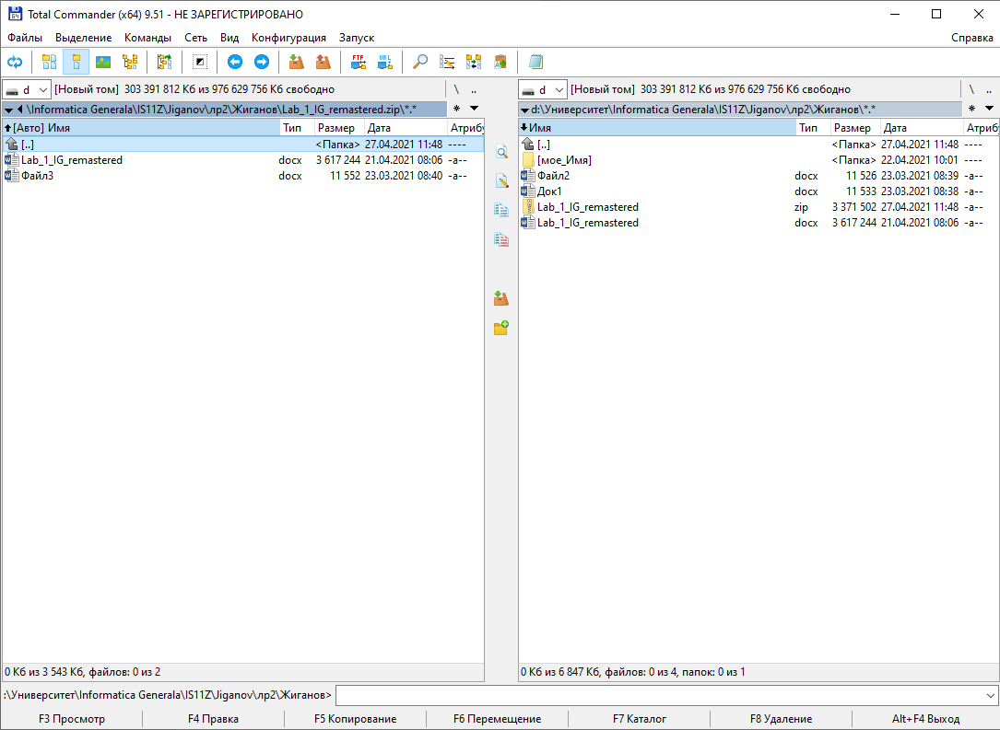 Total Commander (x64) 9.51 - НЕ ЗАРЕГИСТРИРОВАНО
Файлы Выделение Команды Сеть Вид Конфигурация Запуск Справка
FTP URL
d [Новый том] 303 391 812 Кб из 976 629 756 Кб свободно \ ..
\Informatica Generala\IS11Z\Jiganov\лр2\Жиганов\Lab_1_IG_remastered.zip\*.* *
[Авто] Имя Тип Размер Дата Атрибу
[..] <Папка> 27.04.2021 11:48 ----
Lab_1_IG_remastered docx 3 617 244 21.04.2021 08:06 -a--
Файл3 docx 11 552 23.03.2021 08:40 -a--
0 Кб из 3 543 Кб, файлов: 0 из 2
d [Новый том] 303 391 812 Кб из 976 629 756 Кб свободно \ ..
d:\Университет\Informatica Generala\IS11Z\Jiganov\лр2\Жиганов\*.* *
Имя Тип Размер Дата Атрибу
[..] <Папка> 27.04.2021 11:48 ----
[мое_Имя] <Папка> 22.04.2021 10:01 ----
Файл2 docx 11 526 23.03.2021 08:39 -a--
Док1 docx 11 533 23.03.2021 08:38 -a--
Lab_1_IG_remastered zip 3 371 502 27.04.2021 11:48 -a--
Lab_1_IG_remastered docx 3 617 244 21.04.2021 08:06 -a--
0 Кб из 6 847 Кб, файлов: 0 из 4, папок: 0 из 1
:\Университет\Informatica Generala\IS11Z\Jiganov\лр2\Жиганов>
F3 Просмотр F4 Правка F5 Копирование F6 Перемещение F7 Каталог F8 Удаление Alt+F4 Выход